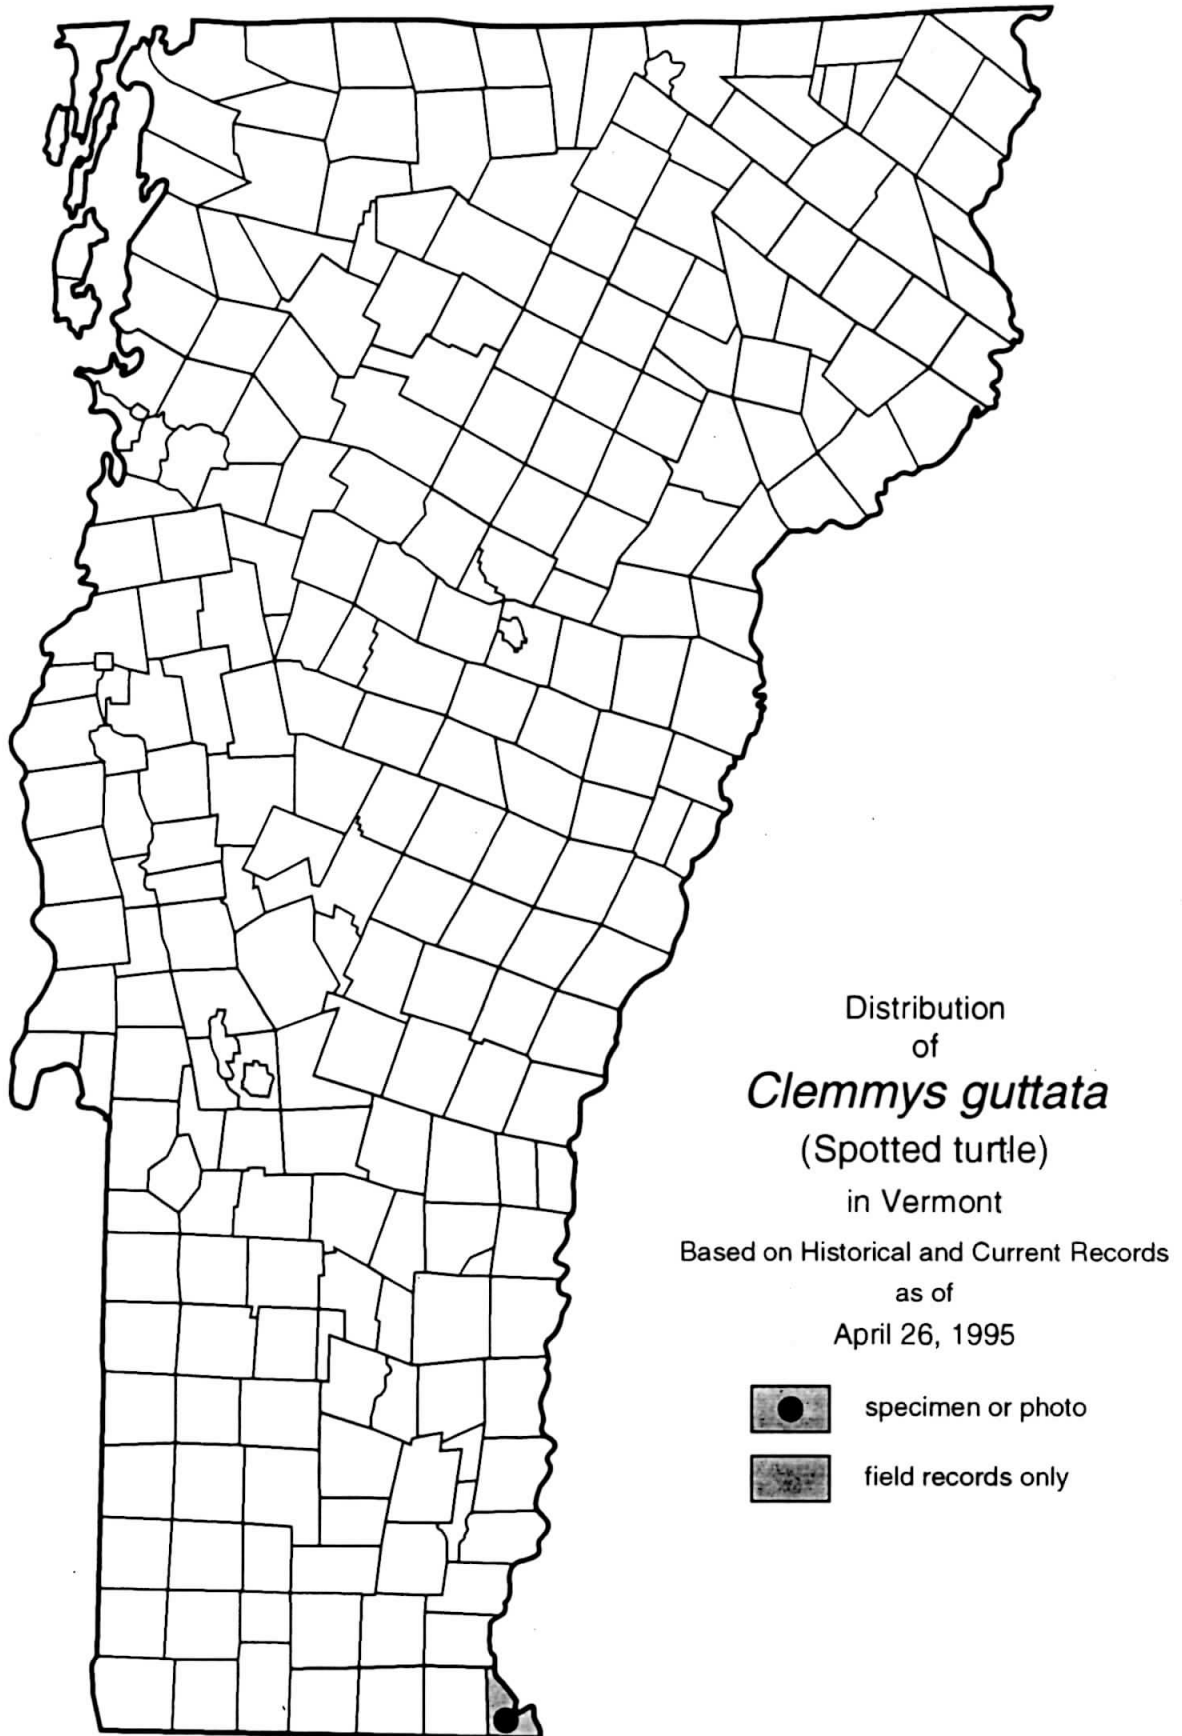 Distribution
of
Clemmys guttata
(Spotted turtle)
in Vermont
Based on Historical and Current Records
as of
April 26, 1995
specimen or photo
field records only